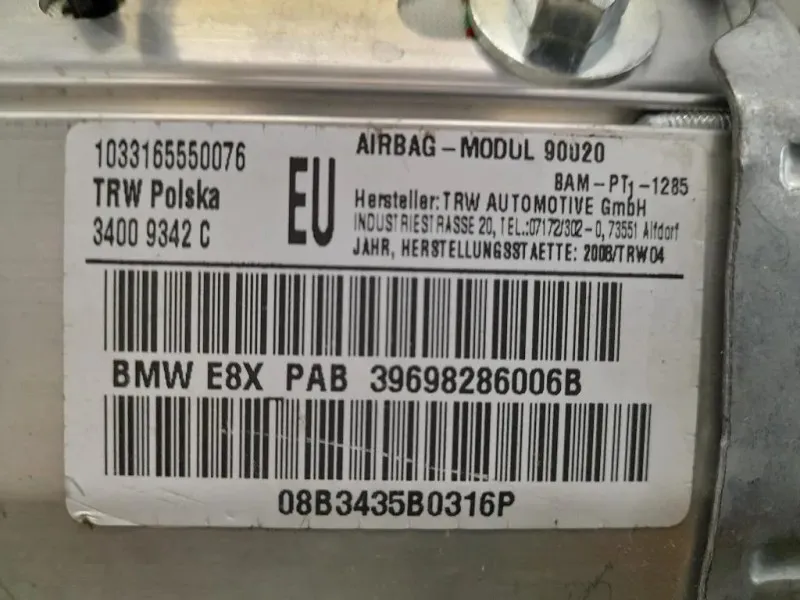 1033165550076
TRW Polska
3400 9342 C
EU
AIRBAG-MODUL 90020
BAM-PT1-1285
Hersteller: TRW AUTOMOTIVE GmbH
INDUSTRIESTRASSE 20, TEL.:07172/302-0, 73551 Alfdorf
JAHR, HERSTELLUNGSSTAETTE: 2008/TRW04
BMW E8X PAB 39698286006B
08B3435B0316P